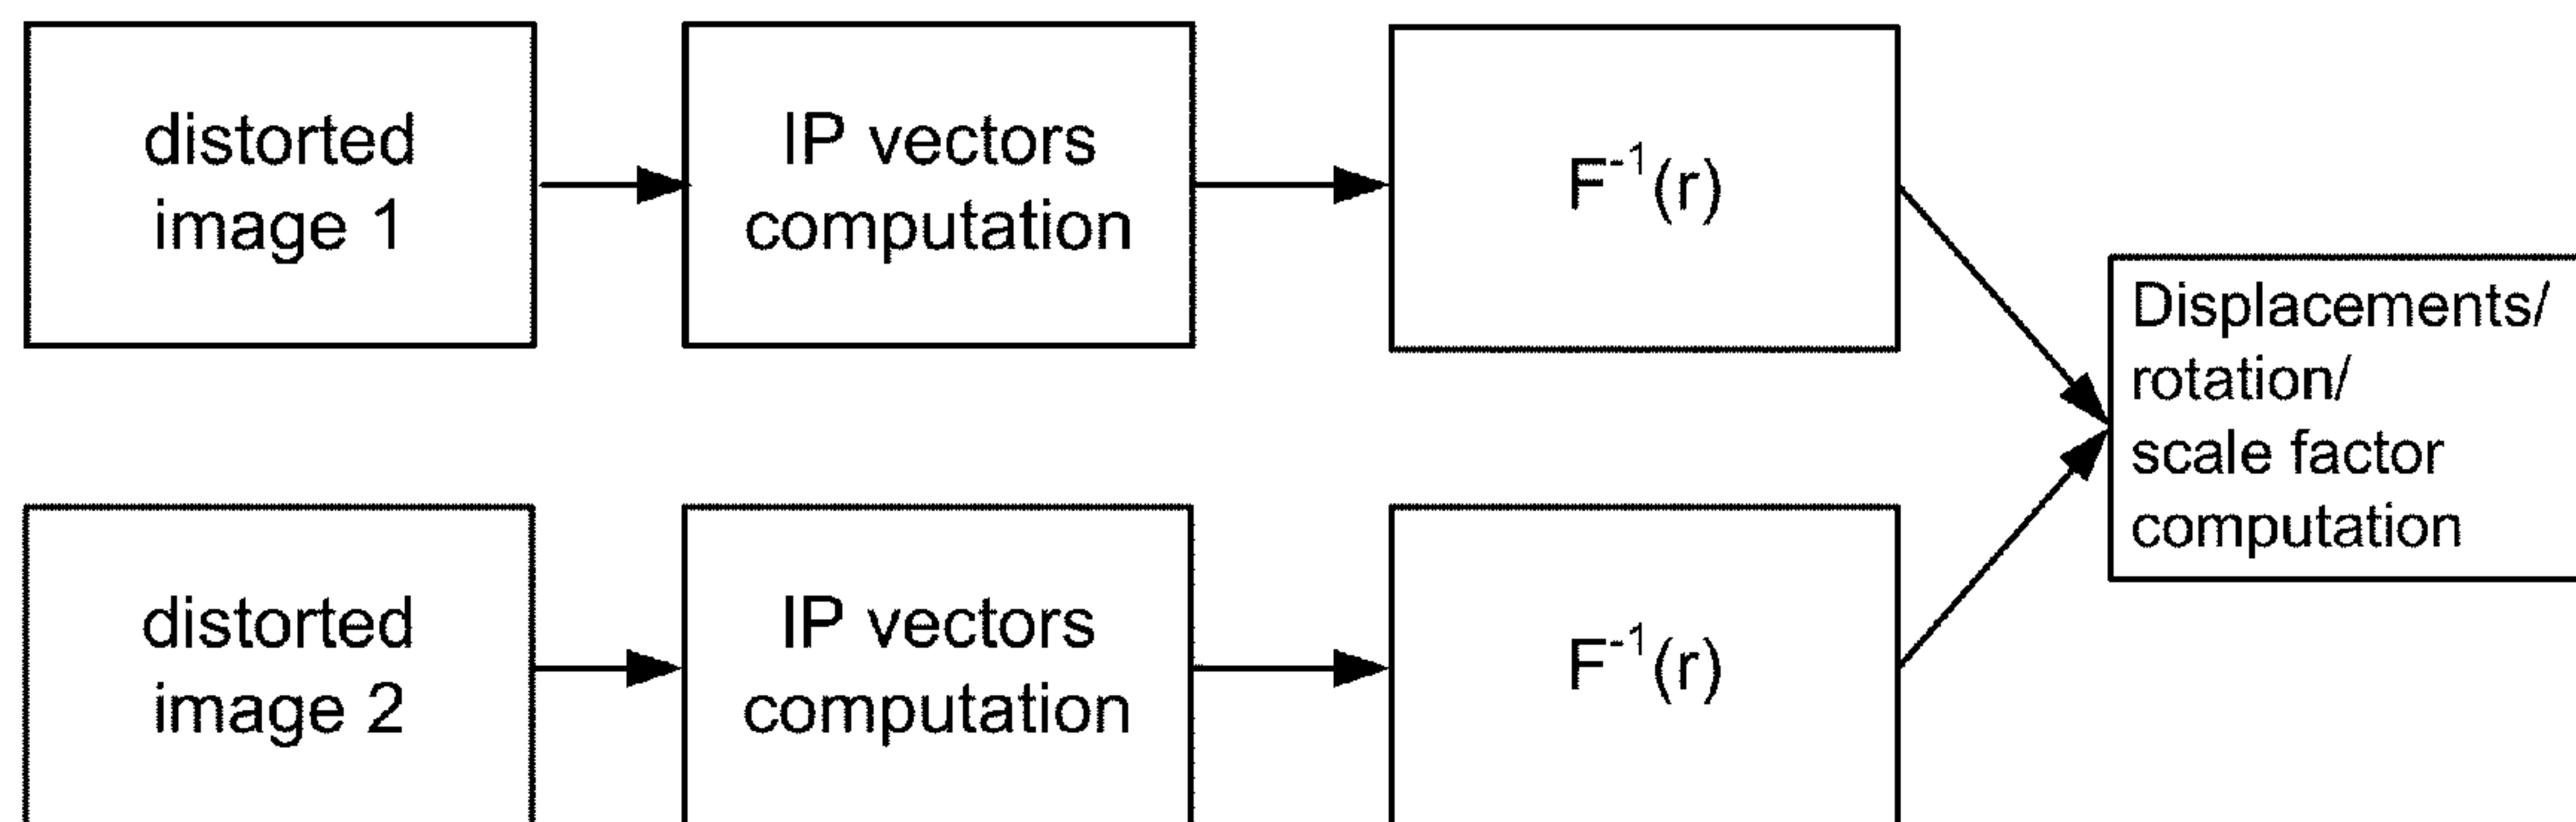 distorted
image 1
IP vectors
computation
F⁻¹(r)
Displacements/
rotation/
scale factor
computation
distorted
image 2
IP vectors
computation
F⁻¹(r)